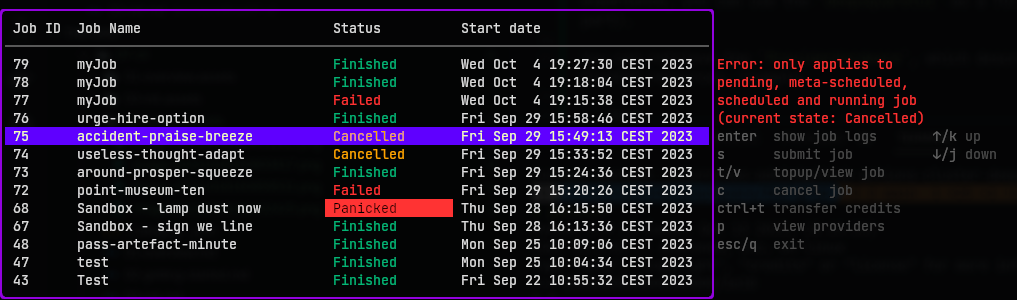 Job ID  Job Name                        Status          Start date
79      myJob                           Finished        Wed Oct  4 19:27:30 CEST 2023  Error: only applies to
78      myJob                           Finished        Wed Oct  4 19:18:04 CEST 2023  pending, meta-scheduled,
77      myJob                           Failed          Wed Oct  4 19:15:38 CEST 2023  scheduled and running job
76      urge-hire-option                Finished        Fri Sep 29 15:58:46 CEST 2023  (current state: Cancelled)
75      accident-praise-breeze          Cancelled       Fri Sep 29 15:49:13 CEST 2023  enter  show job logs       ↑/k up
74      useless-thought-adapt           Cancelled       Fri Sep 29 15:33:52 CEST 2023  s      submit job          ↓/j down
73      around-prosper-squeeze          Finished        Fri Sep 29 15:24:36 CEST 2023  t/v    topup/view job
72      point-museum-ten                Failed          Fri Sep 29 15:20:26 CEST 2023  c      cancel job
68      Sandbox - lamp dust now         Panicked        Thu Sep 28 16:15:50 CEST 2023  ctrl+t transfer credits
67      Sandbox - sign we line          Finished        Thu Sep 28 16:13:36 CEST 2023  p      view providers
48      pass-artefact-minute            Finished        Mon Sep 25 10:09:06 CEST 2023  esc/q  exit
47      test                            Finished        Mon Sep 25 10:04:34 CEST 2023
43      Test                            Finished        Fri Sep 22 10:55:32 CEST 2023